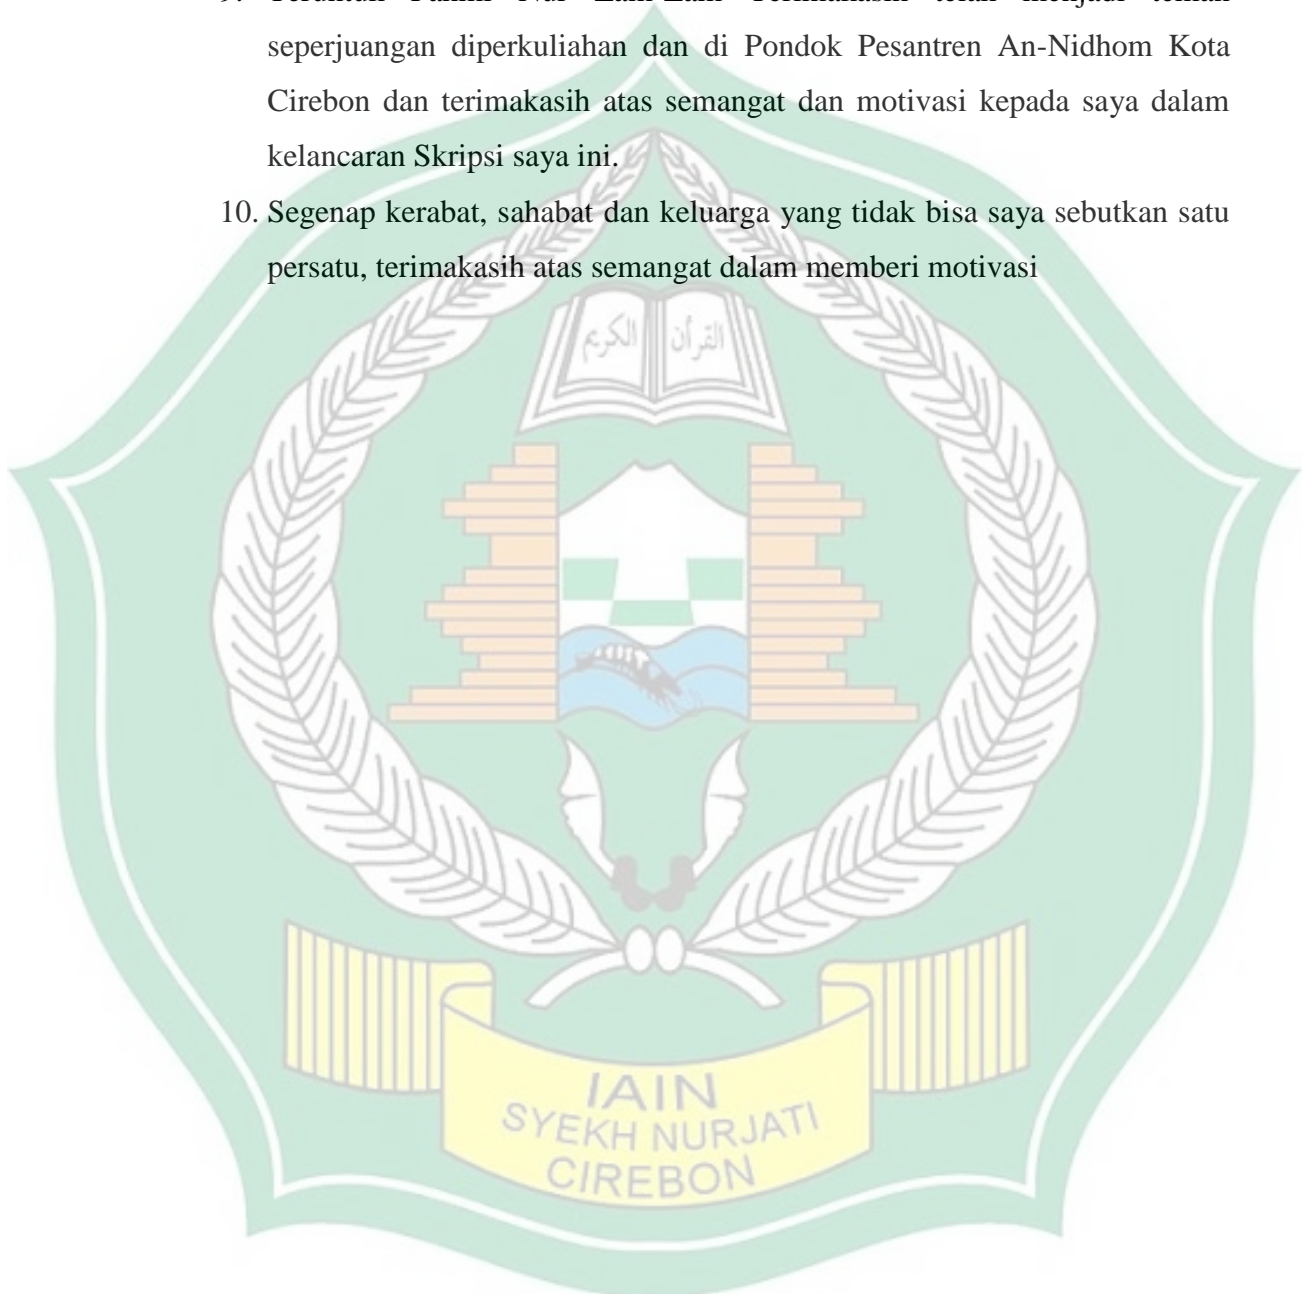 seperjuangan diperkuliahan dan di Pondok Pesantren An-Nidhom Kota
Cirebon dan terimakasih atas semangat dan motivasi kepada saya dalam
kelancaran Skripsi saya ini.
10. Segenap kerabat, sahabat dan keluarga yang tidak bisa saya sebutkan satu
persatu, terimakasih atas semangat dalam memberi motivasi
القرآن الكريم
IAIN
SYEKH NURJATI
CIREBON